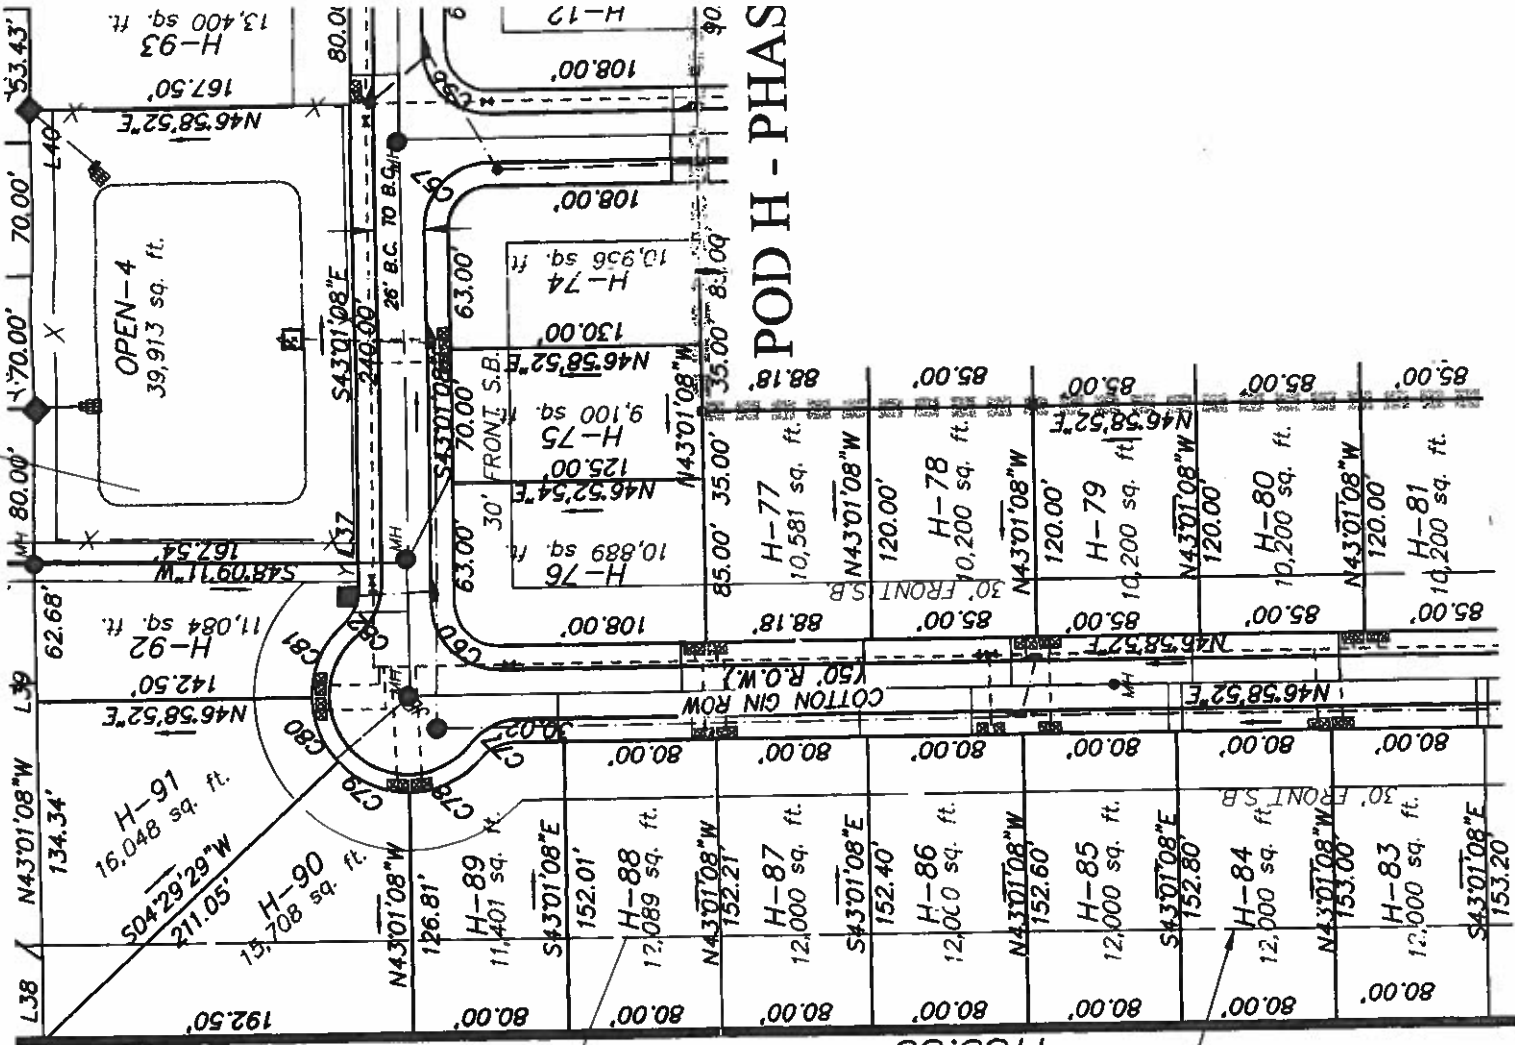 53.43'
H-93
13,400 sq. ft.
167.50'
N46°58'52"E
L40
70.00'
70.00'
MH 80.00'
OPEN-4
39,913 sq. ft.
S43°01'08"E
240.00'
26' B.C. TO B.C.
MH
H-12
108.00'
C57
108.00'
63.00'
H-74
10,956 sq. ft.
130.00'
N46°58'52"E
30' FRONT S.B.
S43°01'08"E
70.00'
H-75
9,100 sq. ft.
125.00'
N46°52'54"E
N43°01'08"W
63.00'
H-76
10,889 sq. ft.
108.00'
35.00'
35.00'
85.00'
POD H - PHAS
88.18'
85.00'
85.00'
85.00'
85.00'
N46°58'52"E
H-77
10,581 sq. ft.
N43°01'08"W
120.00'
H-78
10,200 sq. ft.
N43°01'08"W
120.00'
H-79
10,200 sq. ft.
N43°01'08"W
120.00'
H-80
10,200 sq. ft.
N43°01'08"W
120.00'
H-81
10,200 sq. ft.
30' FRONT S.B.
88.18'
85.00'
85.00'
85.00'
85.00'
N46°58'52"E
L37
167.54'
S48°09'11"W
MH
62.68'
H-92
11,084 sq. ft.
142.50'
N46°58'52"E
L39
C81
C82
C60
C80
C79
C78
C77
MH
30.02'
COTTON GIN ROW
(50' R.O.W.)
MH
N46°58'52"E
80.00'
80.00'
80.00'
80.00'
80.00'
80.00'
30' FRONT S.B.
N43°01'08"W
134.34'
H-91
16,048 sq. ft.
S04°29'29"W
211.05'
H-90
15,708 sq. ft.
N43°01'08"W
126.81'
H-89
11,401 sq. ft.
S43°01'08"E
152.01'
H-88
12,089 sq. ft.
N43°01'08"W
152.21'
H-87
12,000 sq. ft.
S43°01'08"E
152.40'
H-86
12,000 sq. ft.
N43°01'08"W
152.60'
H-85
12,000 sq. ft.
S43°01'08"E
152.80'
H-84
12,000 sq. ft.
N43°01'08"W
153.00'
H-83
12,000 sq. ft.
S43°01'08"E
153.20'
L38
192.50'
80.00'
80.00'
80.00'
80.00'
80.00'
80.00'
80.00'